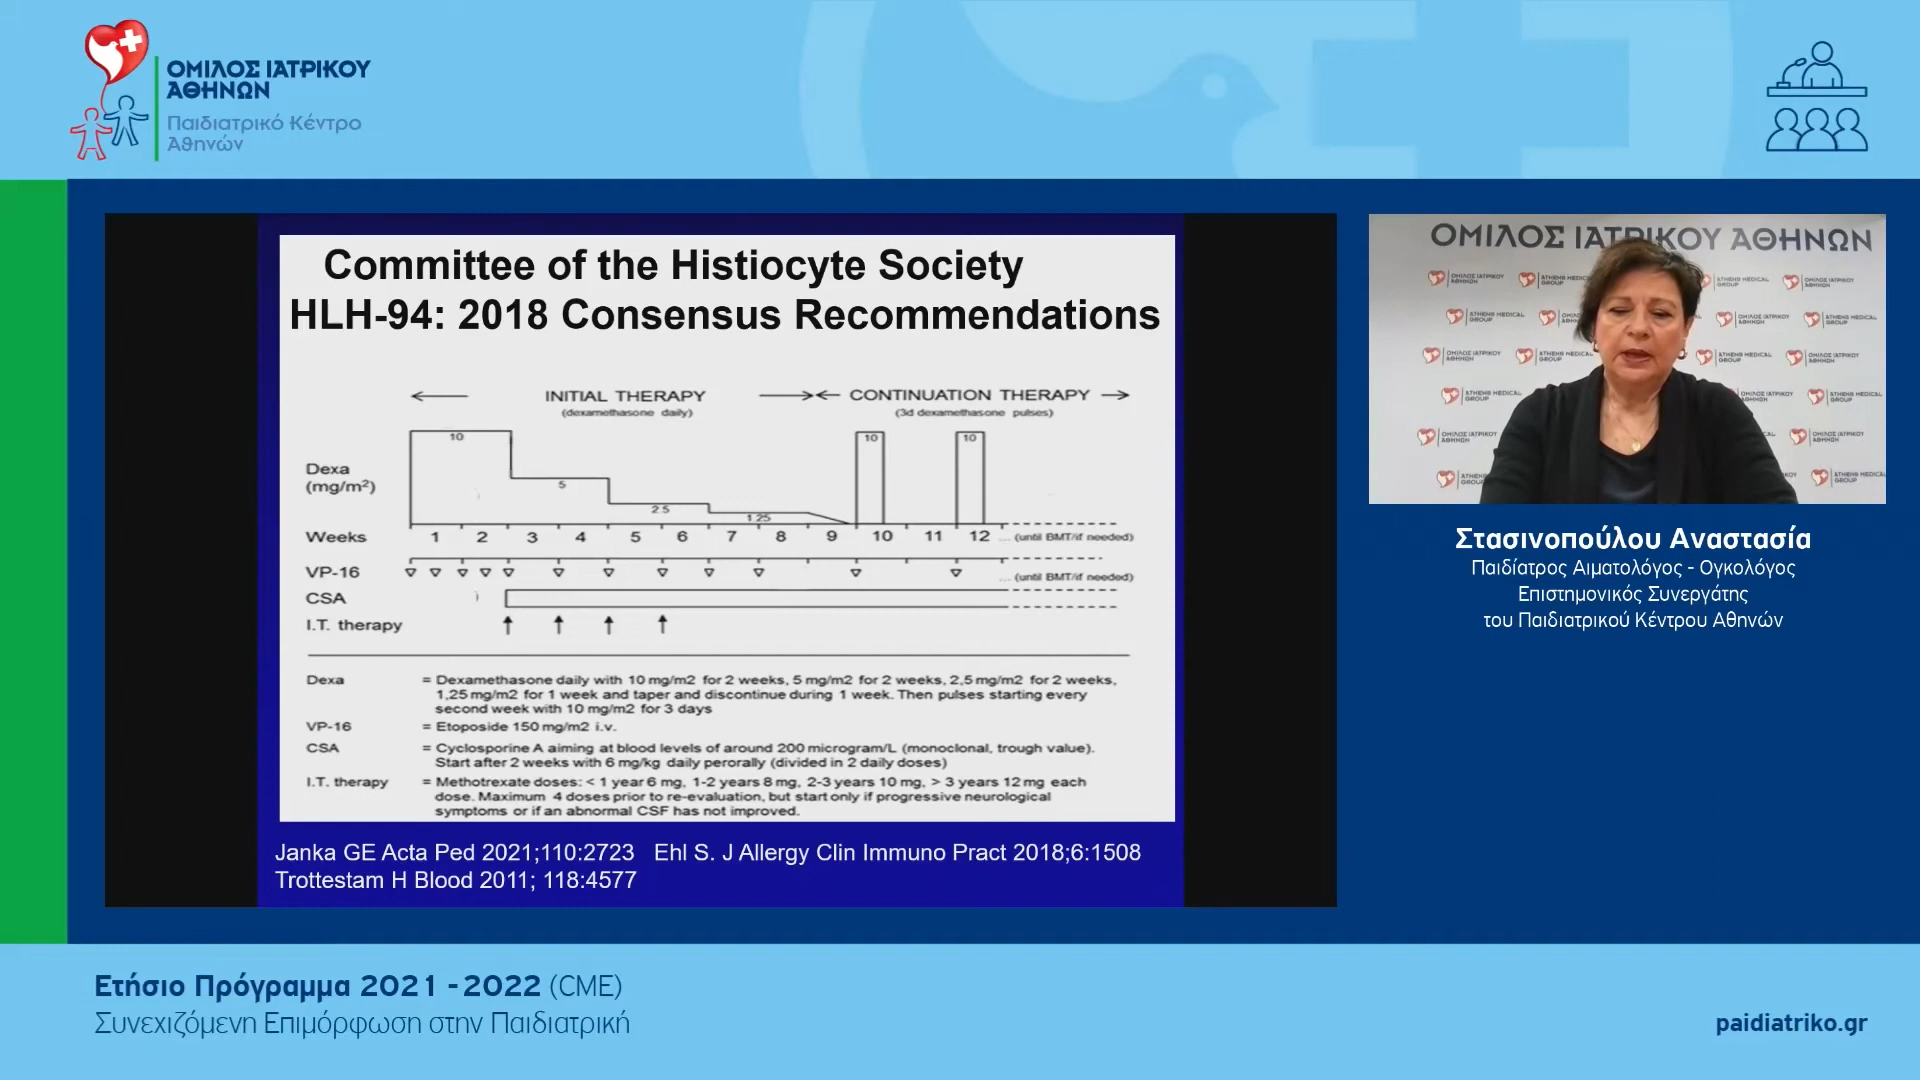 ΟΜΙΛΟΣ ΙΑΤΡΙΚΟΥ
ΑΘΗΝΩΝ
Παιδιατρικό Κέντρο
Αθηνών
Committee of the Histiocyte Society
HLH-94: 2018 Consensus Recommendations
INITIAL THERAPY
(dexamethasone daily)
CONTINUATION THERAPY
(3d dexamethasone pulses)
Dexa
(mg/m²)
10
5
2.5
1.25
10
10
Weeks 1 2 3 4 5 6 7 8 9 10 11 12 ... (until BMT/if needed)
VP-16 ... (until BMT/if needed)
CSA
I.T. therapy
Dexa = Dexamethasone daily with 10 mg/m2 for 2 weeks, 5 mg/m2 for 2 weeks, 2,5 mg/m2 for 2 weeks,
1,25 mg/m2 for 1 week and taper and discontinue during 1 week. Then pulses starting every
second week with 10 mg/m2 for 3 days
VP-16 = Etoposide 150 mg/m2 i.v.
CSA = Cyclosporine A aiming at blood levels of around 200 microgram/L (monoclonal, trough value).
Start after 2 weeks with 6 mg/kg daily perorally (divided in 2 daily doses)
I.T. therapy = Methotrexate doses: < 1 year 6 mg, 1-2 years 8 mg, 2-3 years 10 mg, > 3 years 12 mg each
dose. Maximum 4 doses prior to re-evaluation, but start only if progressive neurological
symptoms or if an abnormal CSF has not improved.
Janka GE Acta Ped 2021;110:2723 Ehl S. J Allergy Clin Immuno Pract 2018;6:1508
Trottestam H Blood 2011; 118:4577
ΟΜΙΛΟΣ ΙΑΤΡΙΚΟΥ ΑΘΗΝΩΝ
ΟΜΙΛΟΣ ΙΑΤΡΙΚΟΥ ΑΘΗΝΩΝ
ATHENS MEDICAL GROUP
Στασινοπούλου Αναστασία
Παιδίατρος Αιματολόγος - Ογκολόγος
Επιστημονικός Συνεργάτης
του Παιδιατρικού Κέντρου Αθηνών
Ετήσιο Πρόγραμμα 2021 - 2022 (CME)
Συνεχιζόμενη Επιμόρφωση στην Παιδιατρική
paidiatriko.gr